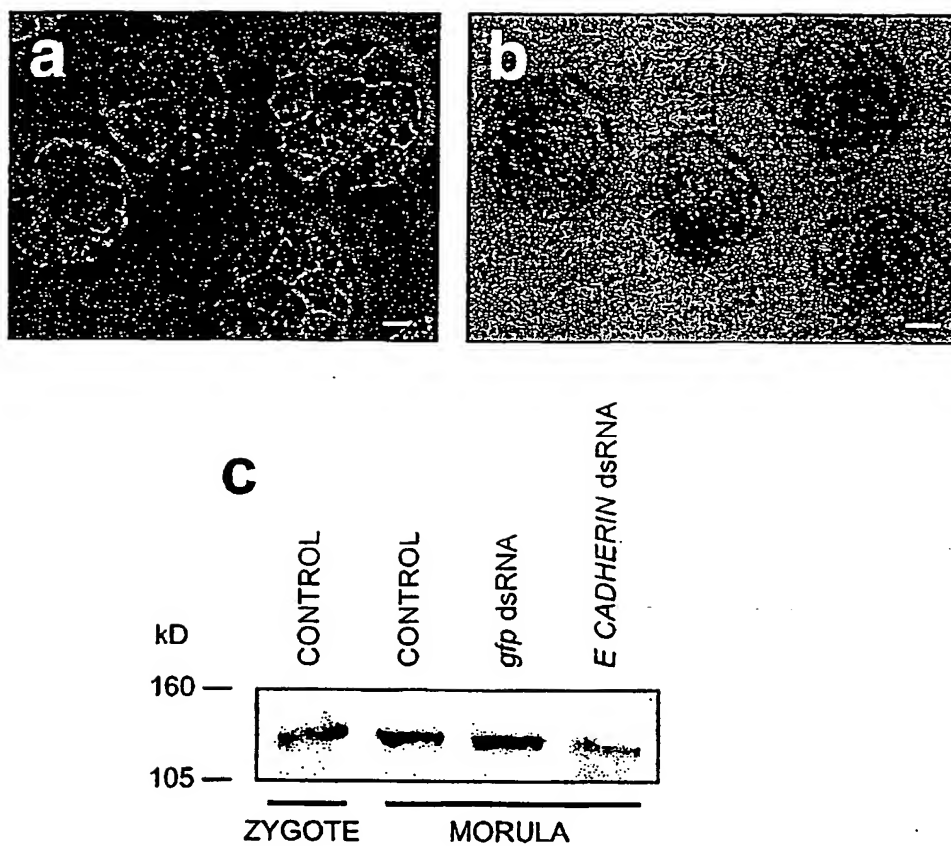 a
b
c
kD
CONTROL
CONTROL
gfp dsRNA
E CADHERIN dsRNA
160
105
ZYGOTE
MORULA